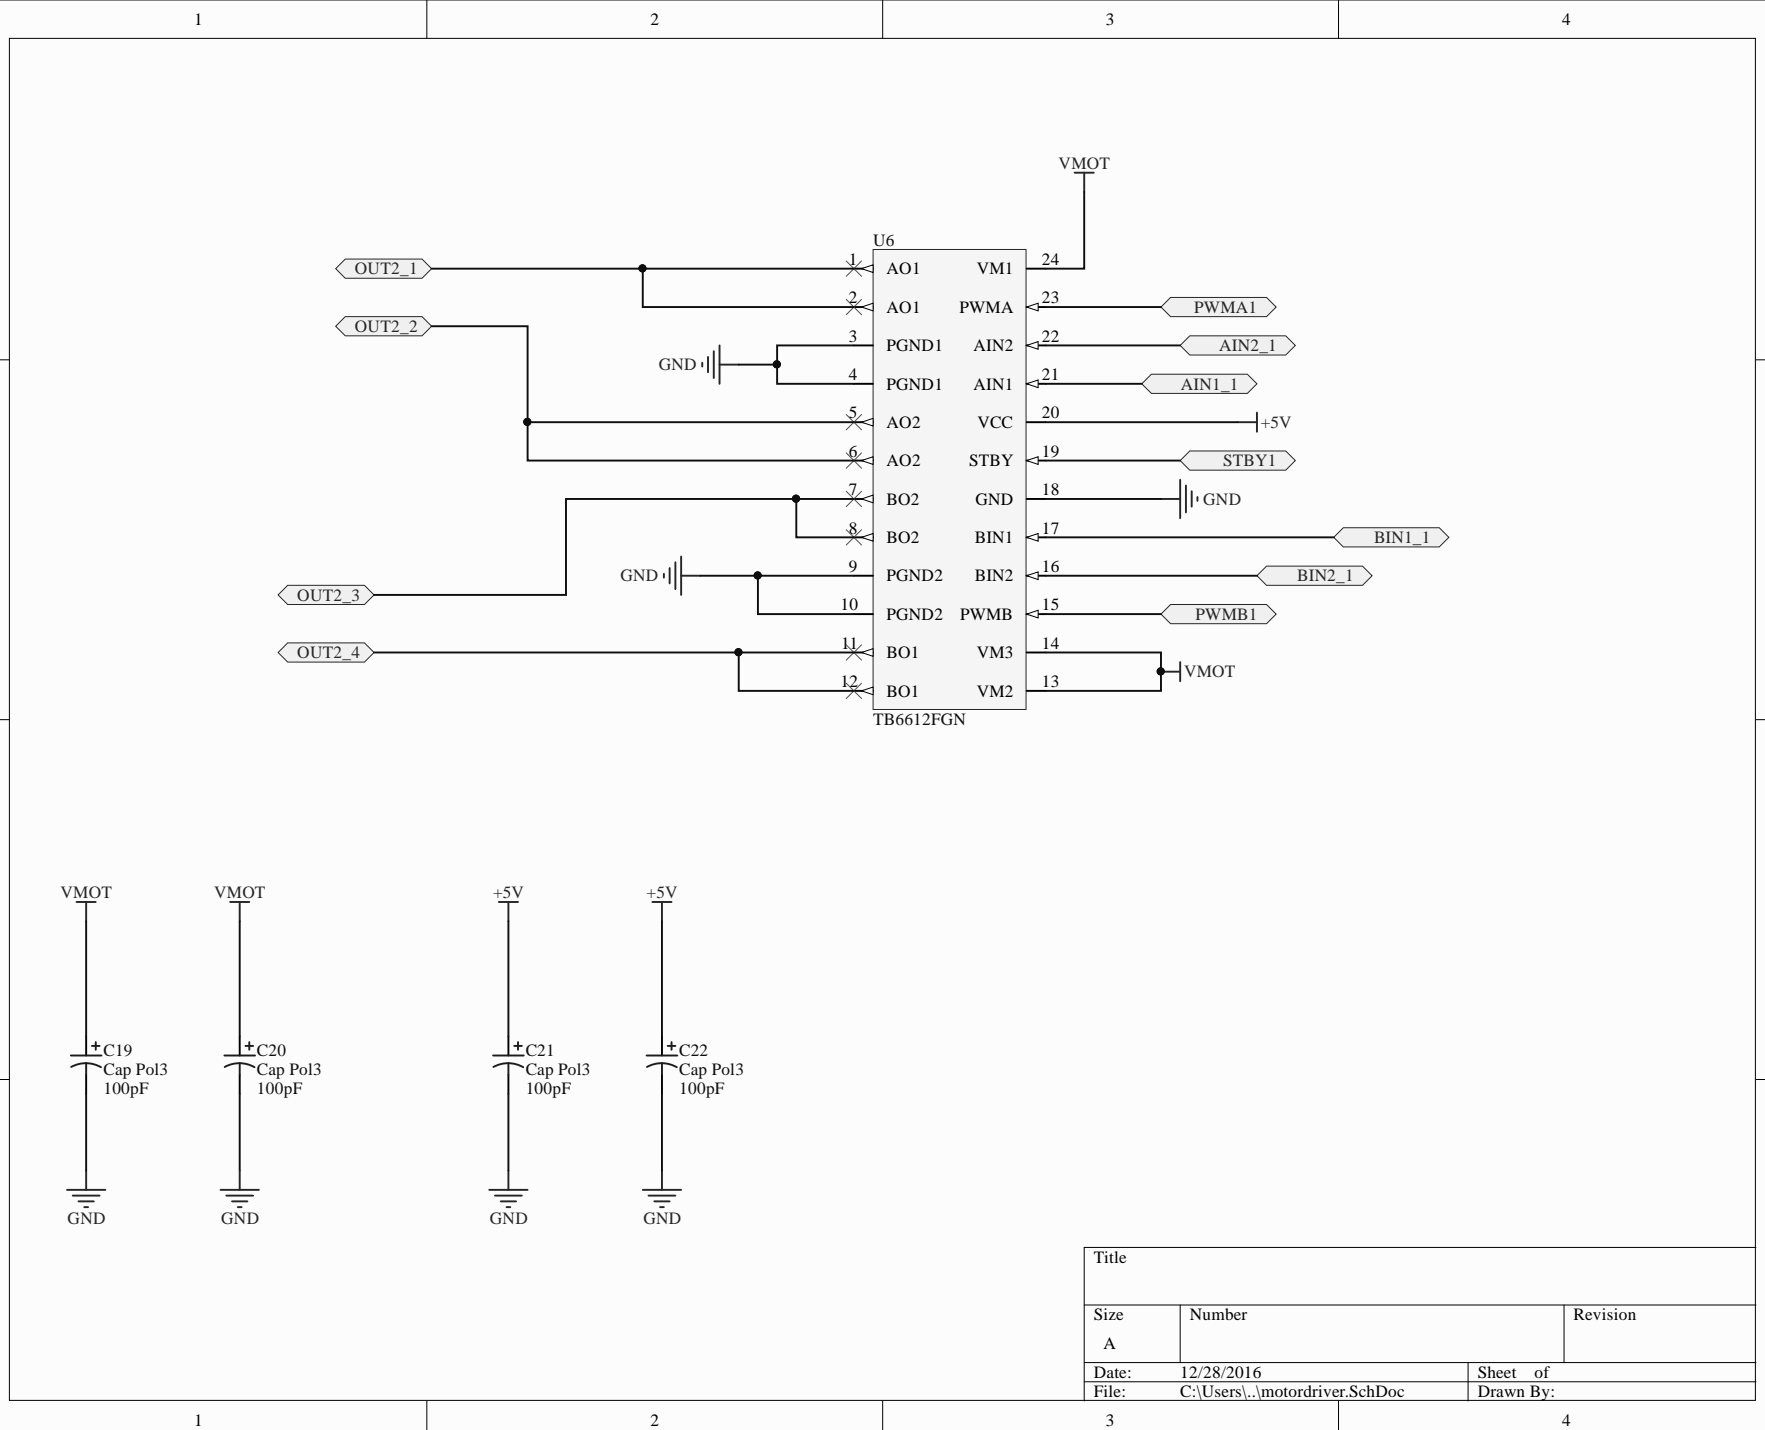 1 2 3 4
VMOT
U6
OUT2_1 1 AO1 VM1 24
2 AO1 PWMA 23 PWMA1
OUT2_2
3 PGND1 AIN2 22 AIN2_1
GND
4 PGND1 AIN1 21 AIN1_1
5 AO2 VCC 20 +5V
6 AO2 STBY 19 STBY1
7 BO2 GND 18 GND
8 BO2 BIN1 17 BIN1_1
GND 9 PGND2 BIN2 16 BIN2_1
OUT2_3
10 PGND2 PWMB 15 PWMB1
OUT2_4 11 BO1 VM3 14
VMOT
12 BO1 VM2 13
TB6612FGN
VMOT VMOT +5V +5V
+ C19 + C20 + C21 + C22
Cap Pol3 Cap Pol3 Cap Pol3 Cap Pol3
100pF 100pF 100pF 100pF
GND GND GND GND
Title
Size Number Revision
A
Date: 12/28/2016 Sheet of
File: C:\Users\..\motordriver.SchDoc Drawn By:
1 2 3 4